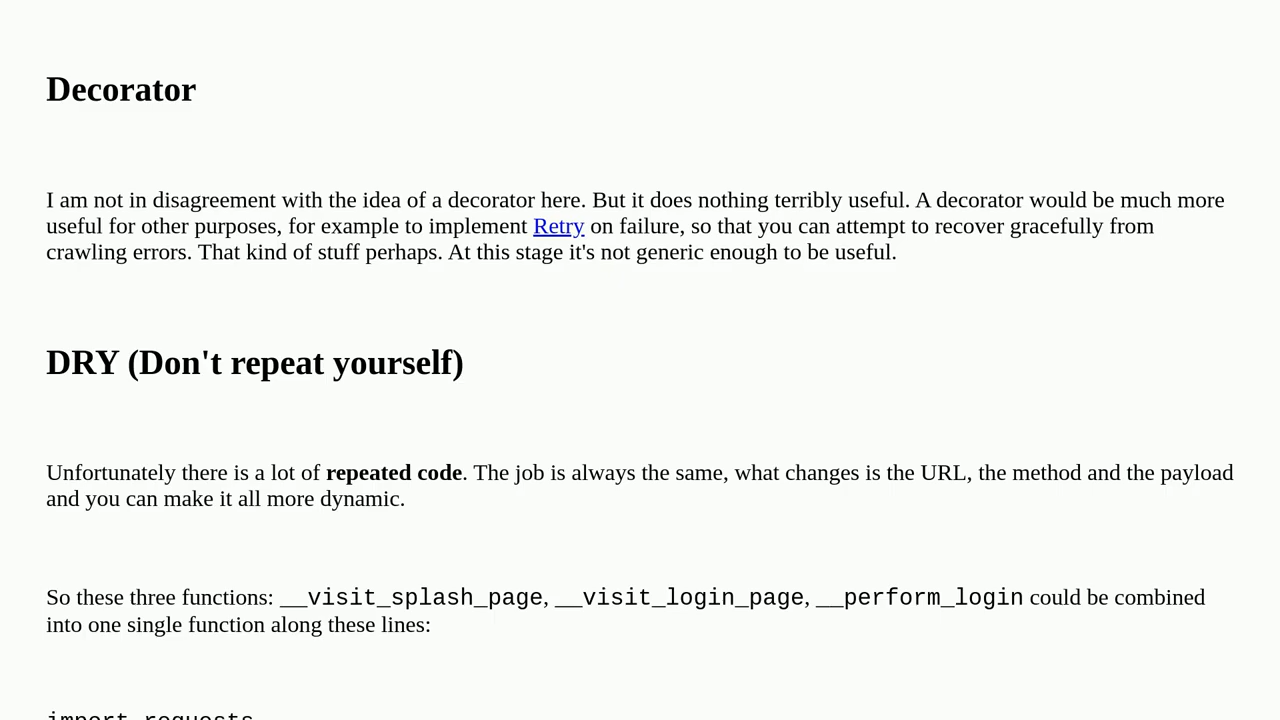 Decorator
I am not in disagreement with the idea of a decorator here. But it does nothing terribly useful. A decorator would be much more
useful for other purposes, for example to implement Retry on failure, so that you can attempt to recover gracefully from
crawling errors. That kind of stuff perhaps. At this stage it's not generic enough to be useful.
DRY (Don't repeat yourself)
Unfortunately there is a lot of repeated code. The job is always the same, what changes is the URL, the method and the payload
and you can make it all more dynamic.
So these three functions: __visit_splash_page, __visit_login_page, __perform_login could be combined
into one single function along these lines:
import requests